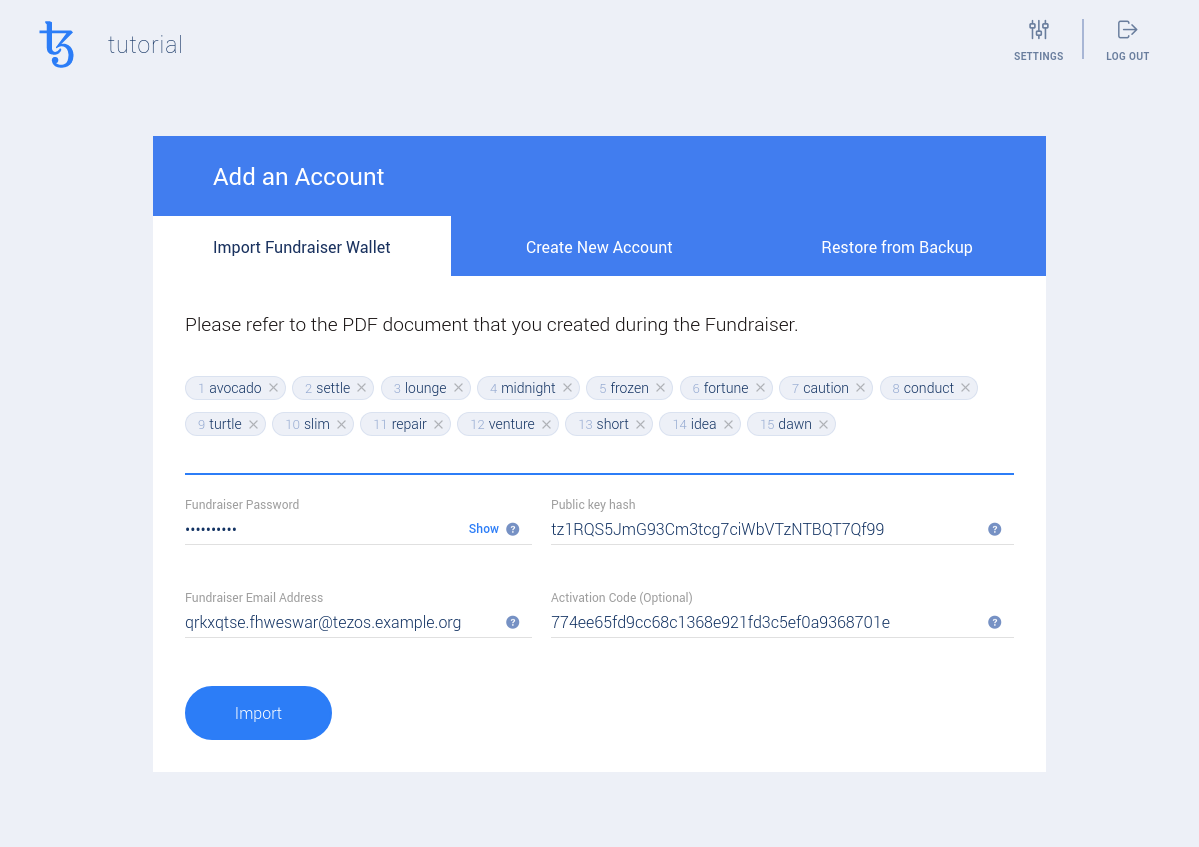 tutorial
SETTINGS
LOG OUT
Add an Account
Import Fundraiser Wallet
Create New Account
Restore from Backup
Please refer to the PDF document that you created during the Fundraiser.
1 avocado 2 settle 3 lounge 4 midnight 5 frozen 6 fortune 7 caution 8 conduct
9 turtle 10 slim 11 repair 12 venture 13 short 14 idea 15 dawn
Fundraiser Password
•••••••••• Show ?
Public key hash
tz1RQS5JmG93Cm3tcg7ciWbVTzNTBQT7Qf99 ?
Fundraiser Email Address
qrkxqtse.fhweswar@tezos.example.org ?
Activation Code (Optional)
774ee65fd9cc68c1368e921fd3c5ef0a9368701e ?
Import